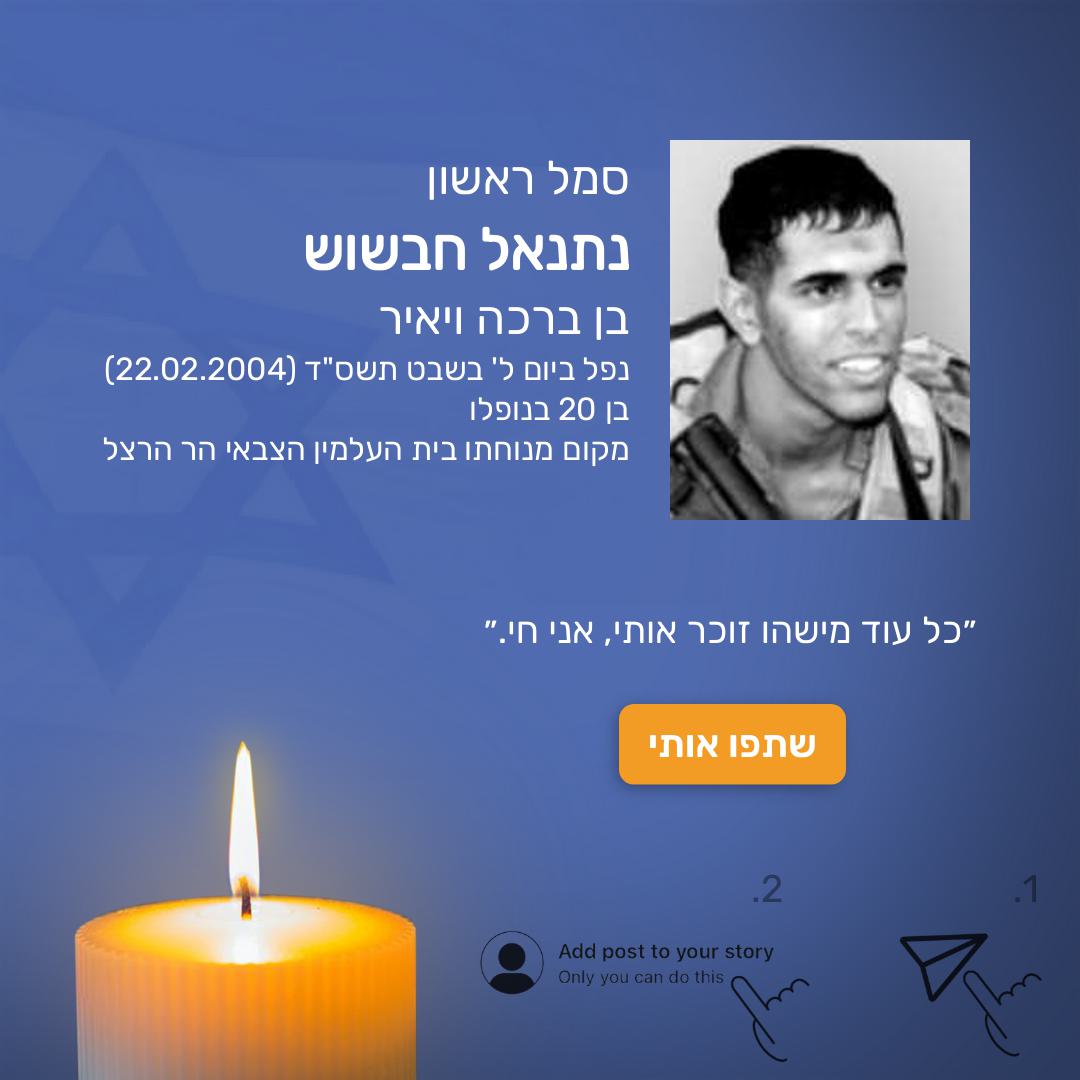 סמל ראשון
נתנאל חבשוש
בן ברכה ויאיר
נפל ביום ל' בשבט תשס"ד (22.02.2004)
בן 20 בנופלו
מקום מנוחתו בית העלמין הצבאי הר הרצל
״כל עוד מישהו זוכר אותי, אני חי.״
שתפו אותי
.1
.2
Add post to your story
Only you can do this